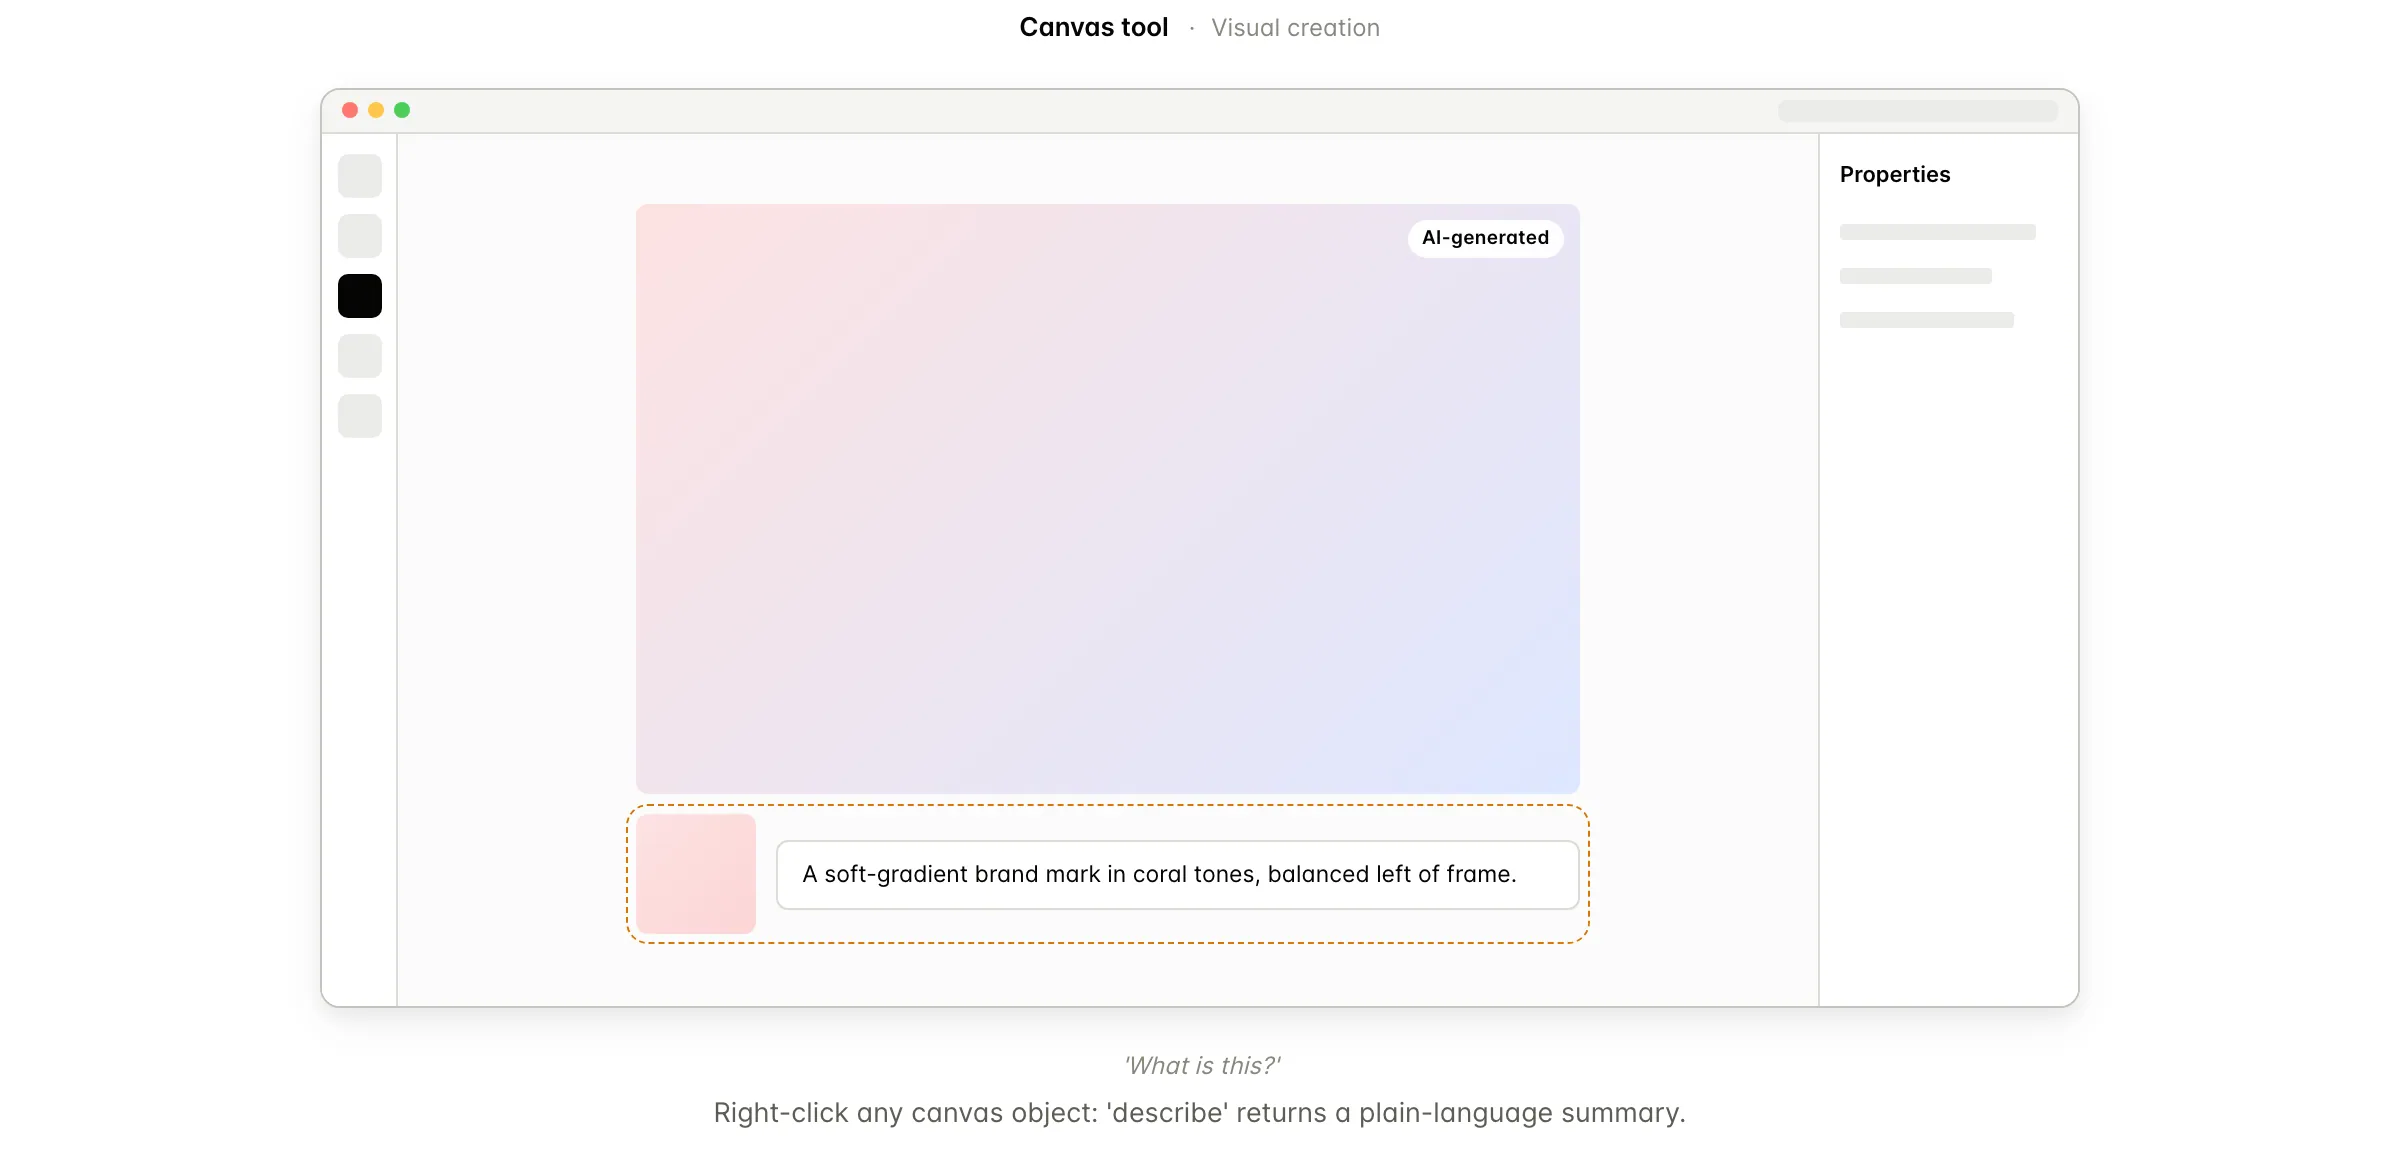 Canvas tool · Visual creation
Properties
AI-generated
A soft-gradient brand mark in coral tones, balanced left of frame.
'What is this?'
Right-click any canvas object: 'describe' returns a plain-language summary.